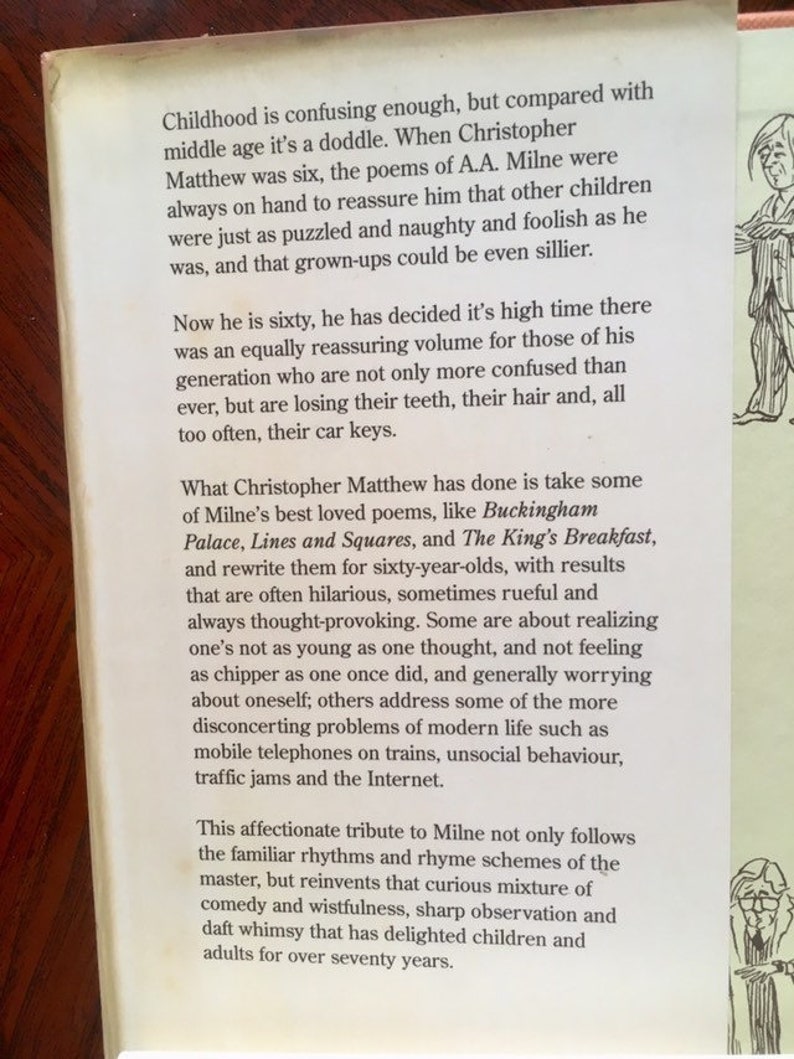 Childhood is confusing enough, but compared with
middle age it's a doddle. When Christopher
Matthew was six, the poems of A.A. Milne were
always on hand to reassure him that other children
were just as puzzled and naughty and foolish as he
was, and that grown-ups could be even sillier.
Now he is sixty, he has decided it's high time there
was an equally reassuring volume for those of his
generation who are not only more confused than
ever, but are losing their teeth, their hair and, all
too often, their car keys.
What Christopher Matthew has done is take some
of Milne's best loved poems, like Buckingham
Palace, Lines and Squares, and The King's Breakfast,
and rewrite them for sixty-year-olds, with results
that are often hilarious, sometimes rueful and
always thought-provoking. Some are about realizing
one's not as young as one thought, and not feeling
as chipper as one once did, and generally worrying
about oneself; others address some of the more
disconcerting problems of modern life such as
mobile telephones on trains, unsocial behaviour,
traffic jams and the Internet.
This affectionate tribute to Milne not only follows
the familiar rhythms and rhyme schemes of the
master, but reinvents that curious mixture of
comedy and wistfulness, sharp observation and
daft whimsy that has delighted children and
adults for over seventy years.